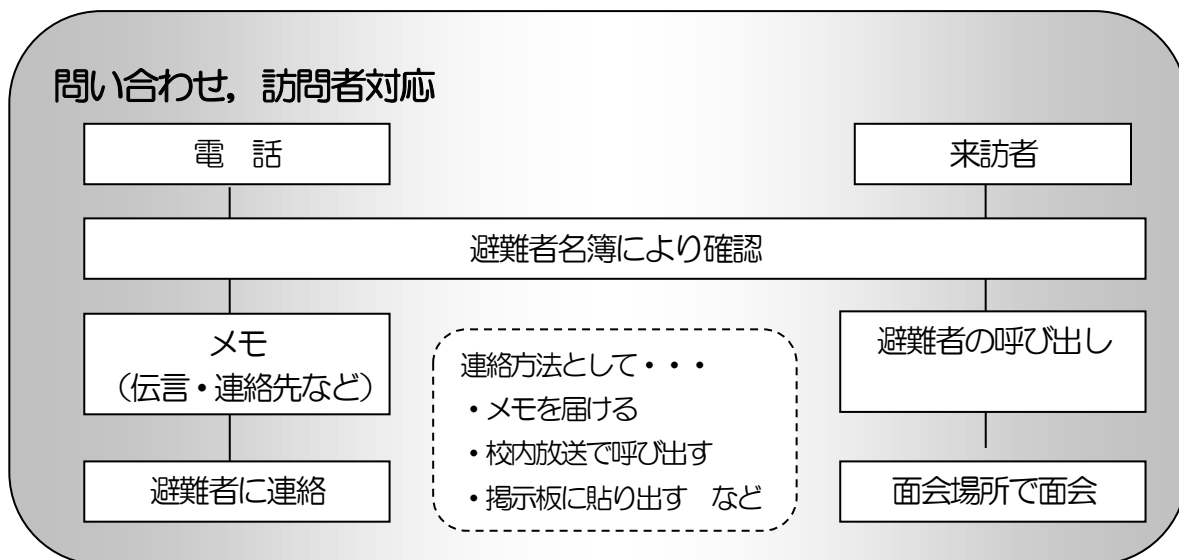 問い合わせ，訪問者対応
電　話
来訪者
避難者名簿により確認
メモ
（伝言・連絡先など）
避難者の呼び出し
連絡方法として・・・
・メモを届ける
・校内放送で呼び出す
・掲示板に貼り出す　など
避難者に連絡
面会場所で面会